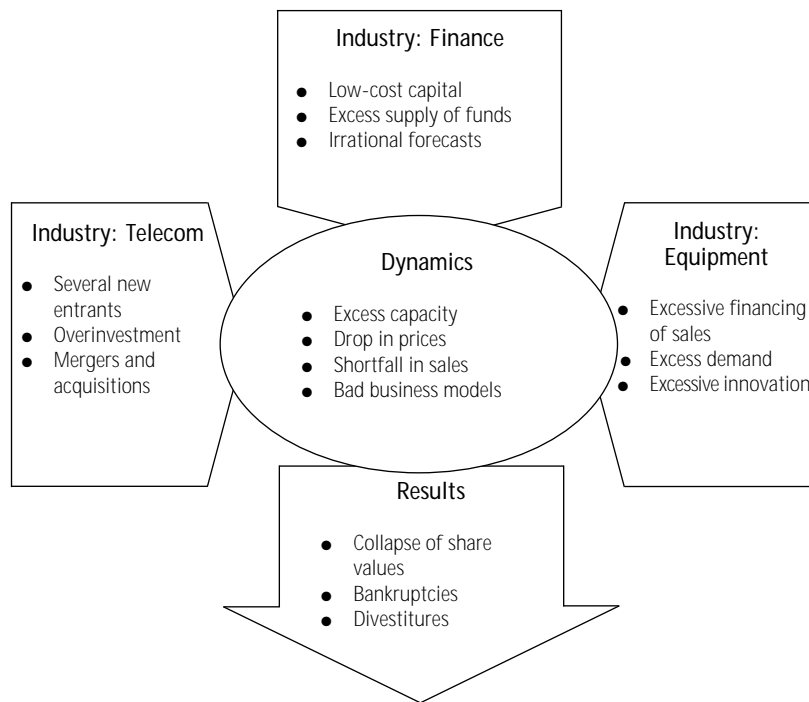 Industry: Finance
● Low-cost capital
● Excess supply of funds
● Irrational forecasts
Industry: Telecom
● Several new
entrants
● Overinvestment
● Mergers and
acquisitions
Dynamics
● Excess capacity
● Drop in prices
● Shortfall in sales
● Bad business models
Industry:
Equipment
● Excessive financing
of sales
● Excess demand
● Excessive innovation
Results
● Collapse of share
values
● Bankruptcies
● Divestitures